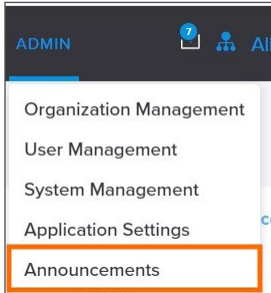 ADMIN
7
Organization Management
User Management
System Management
Application Settings
Announcements